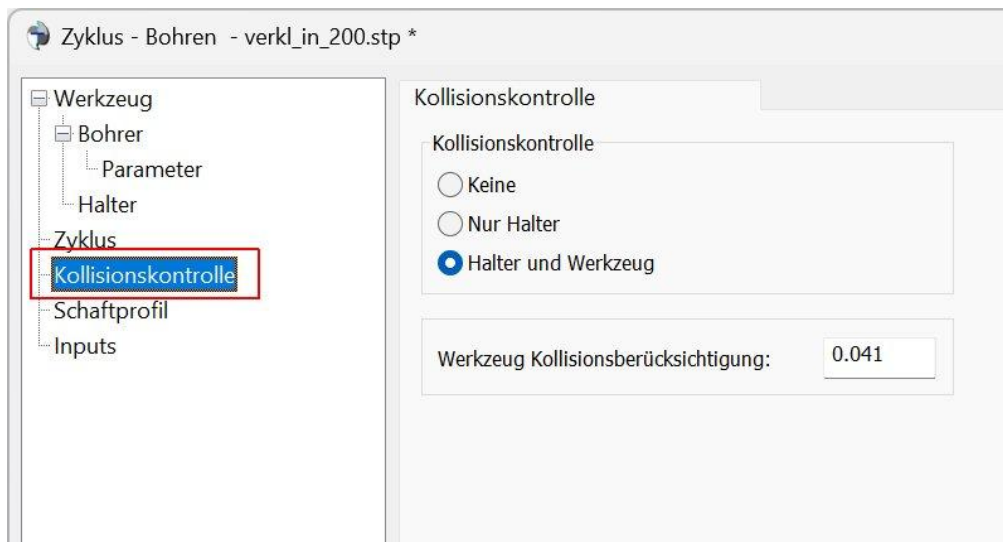 Zyklus - Bohren - verkl_in_200.stp *
Werkzeug
Bohrer
Parameter
Halter
Zyklus
Kollisionskontrolle
Schaftprofil
Inputs
Kollisionskontrolle
Kollisionskontrolle
Keine
Nur Halter
Halter und Werkzeug
Werkzeug Kollisionsberücksichtigung: 0.041